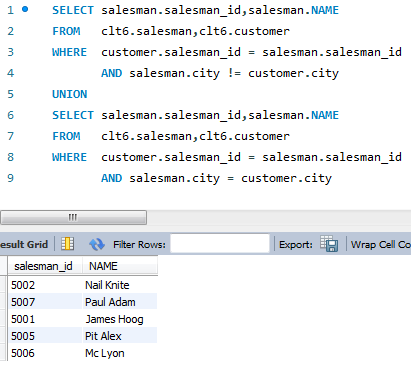 1 SELECT salesman.salesman_id,salesman.NAME
2 FROM clt6.salesman,clt6.customer
3 WHERE customer.salesman_id = salesman.salesman_id
4 AND salesman.city != customer.city
5 UNION
6 SELECT salesman.salesman_id,salesman.NAME
7 FROM clt6.salesman,clt6.customer
8 WHERE customer.salesman_id = salesman.salesman_id
9 AND salesman.city = customer.city
esult Grid Filter Rows: Export: Wrap Cell Co
salesman_id NAME
5002 Nail Knite
5007 Paul Adam
5001 James Hoog
5005 Pit Alex
5006 Mc Lyon